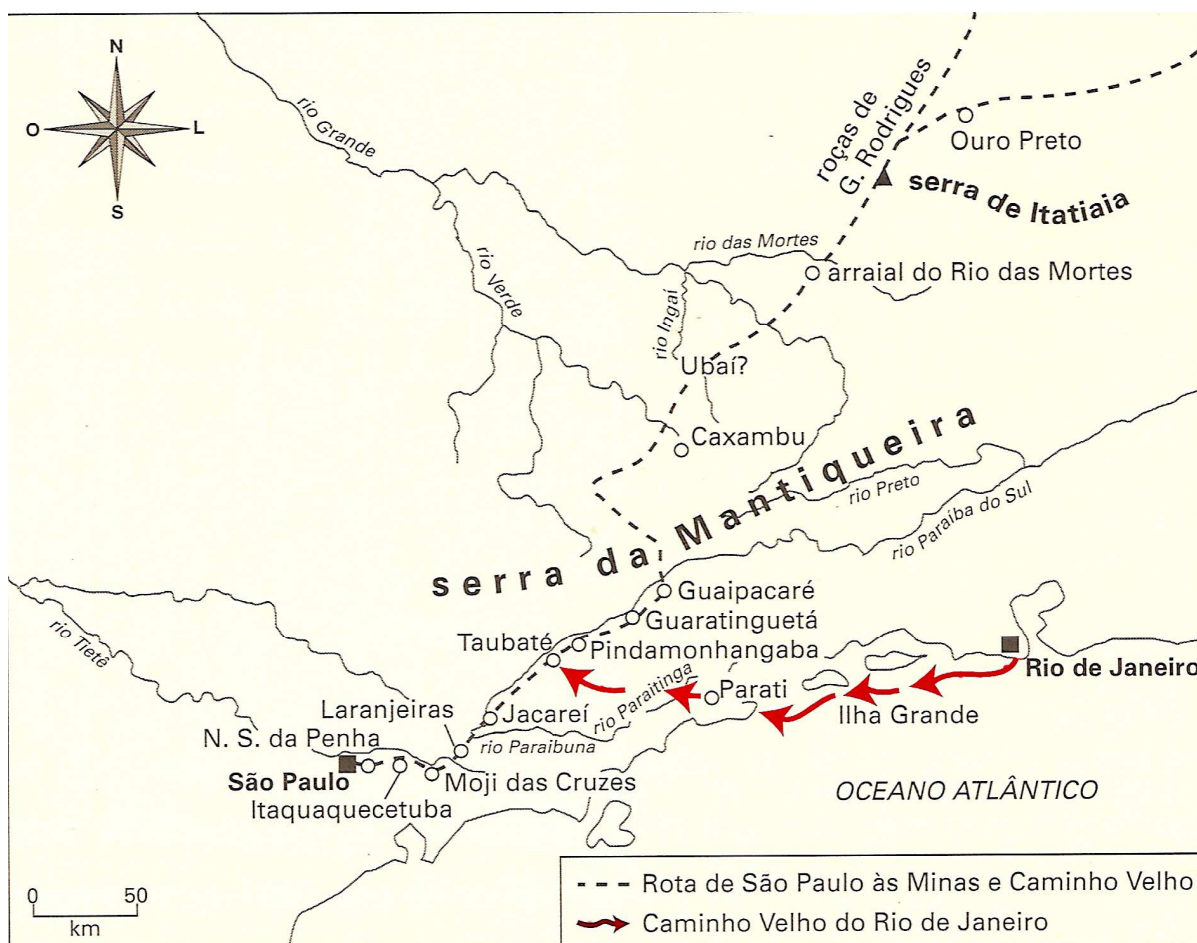 N
O
L
S
rio Grande
roças de
G. Rodrigues
Ouro Preto
serra de Itatiaia
rio das Mortes
arraial do Rio das Mortes
rio Verde
rio Ingaí
Ubaí?
Caxambu
serra da Mantiqueira
rio Preto
rio Paraíba do Sul
Guaipacaré
Guaratinguetá
Taubaté
Pindamonhangaba
rio Tietê
rio Paraitinga
Parati
Rio de Janeiro
Ilha Grande
Laranjeiras
Jacareí
N. S. da Penha
rio Paraibuna
São Paulo
Moji das Cruzes
Itaquaquecetuba
OCEANO ATLÂNTICO
0 50
km
Rota de São Paulo às Minas e Caminho Velho
Caminho Velho do Rio de Janeiro